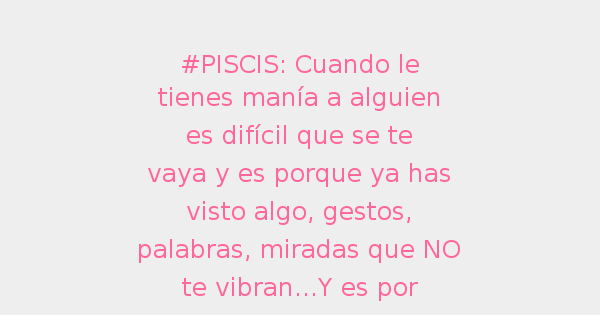 #PISCIS: Cuando le
tienes manía a alguien
es difícil que se te
vaya y es porque ya has
visto algo, gestos,
palabras, miradas que NO
te vibran...Y es por